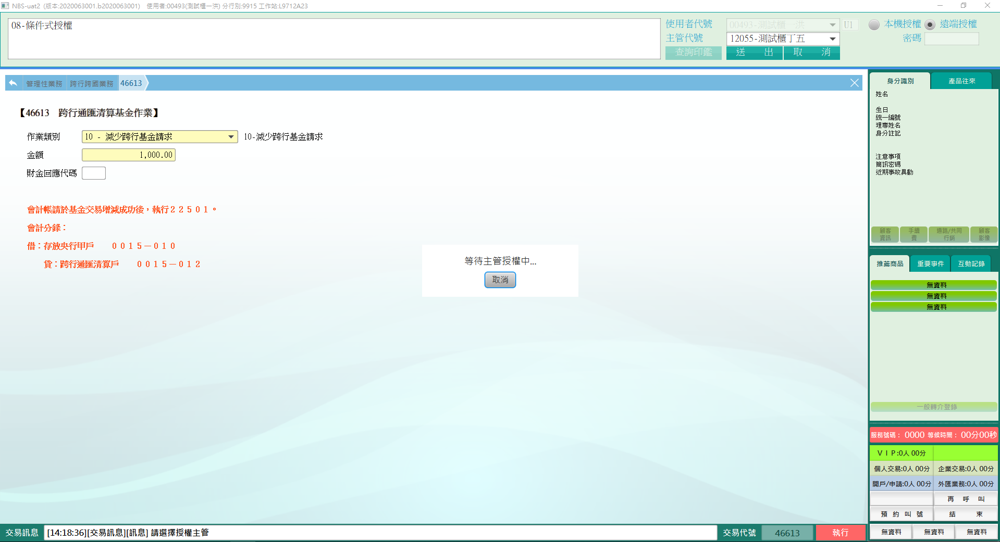 NBS-uat2 (版本:2020063001.b2020063001) 使用者:00493(測試櫃一洪) 分行別:9915 工作站:L9712A23
08-條件式授權
使用者代號 00493-測試櫃一洪 U1 本機授權 遠端授權
主管代號 12055-測試櫃丁五 密碼
查詢印鑑 送 出 取 消
管理性業務 跨行跨國業務 46613
【46613 跨行通匯清算基金作業】
作業類別 10 - 減少跨行基金請求 10-減少跨行基金請求
金額 1,000.00
財金回應代碼
會計帳請於基金交易增減成功後，執行２２５０１。
會計分錄：
借：存放央行甲戶 ００１５－０１０
貸：跨行通匯清算戶 ００１５－０１２
等待主管授權中...
取消
身分識別 產品往來
姓名
生日
統一編號
理專姓名
身分註記
注意事項
簡訊密碼
近期事故異動
顧客資訊 手續費 通路/共同行銷 顧客影像
推薦商品 重要事件 互動記錄
無資料
無資料
無資料
一般轉介登錄
服務號碼： 0000 等候時間： 00分00秒
ＶＩＰ:0人 00分
個人交易:0人 00分 企業交易:0人 00分
開戶/申請:0人 00分 外匯業務:0人 00分
再 呼 叫
預 約 叫 號 結 束
無資料 無資料 無資料
交易訊息 [14:18:36][交易訊息][訊息] 請選擇授權主管 交易代號 46613 執行